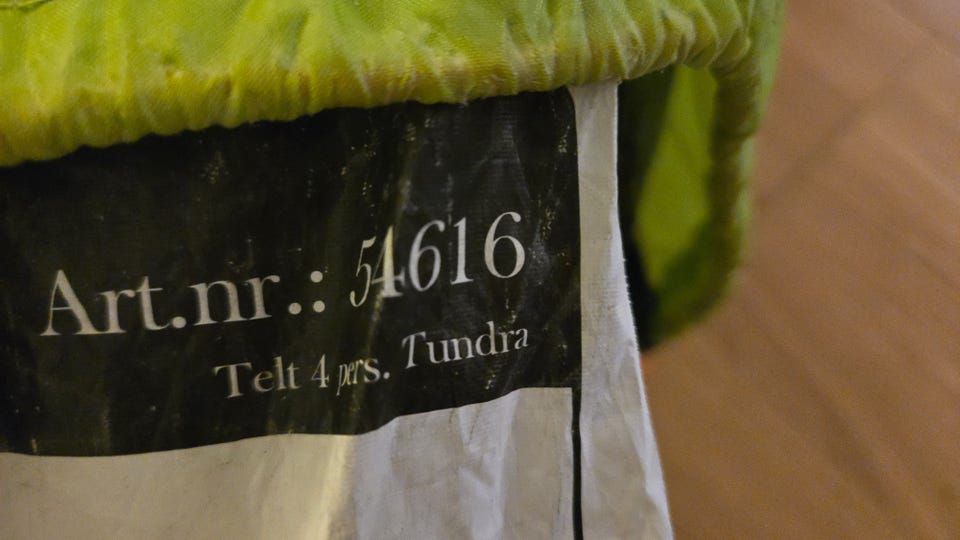 Art.nr.: 54616
Telt 4 pers. Tundra